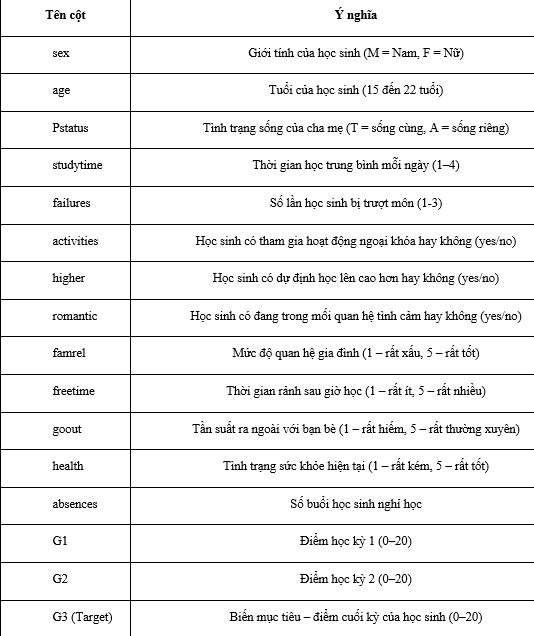 Tên cột Ý nghĩa
sex Giới tính của học sinh (M = Nam, F = Nữ)
age Tuổi của học sinh (15 đến 22 tuổi)
Pstatus Tình trạng sống của cha mẹ (T = sống cùng, A = sống riêng)
studytime Thời gian học trung bình mỗi ngày (1–4)
failures Số lần học sinh bị trượt môn (1-3)
activities Học sinh có tham gia hoạt động ngoại khóa hay không (yes/no)
higher Học sinh có dự định học lên cao hơn hay không (yes/no)
romantic Học sinh có đang trong mối quan hệ tình cảm hay không (yes/no)
famrel Mức độ quan hệ gia đình (1 – rất xấu, 5 – rất tốt)
freetime Thời gian rảnh sau giờ học (1 – rất ít, 5 – rất nhiều)
goout Tần suất ra ngoài với bạn bè (1 – rất hiếm, 5 – rất thường xuyên)
health Tình trạng sức khỏe hiện tại (1 – rất kém, 5 – rất tốt)
absences Số buổi học sinh nghỉ học
G1 Điểm học kỳ 1 (0–20)
G2 Điểm học kỳ 2 (0–20)
G3 (Target) Biến mục tiêu – điểm cuối kỳ của học sinh (0–20)